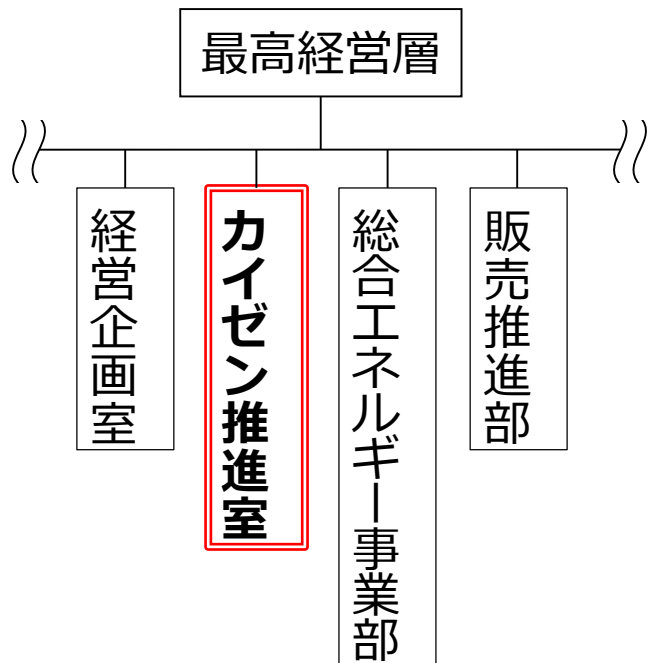 最高経営層
経営企画室
カイゼン推進室
総合エネルギー事業部
販売推進部